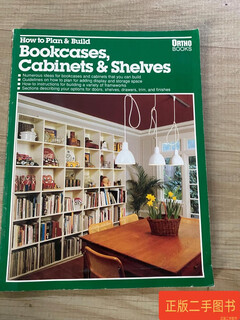 How to Plan & Build
ORTHO
BOOKS
Bookcases,
Cabinets & Shelves
■ Numerous ideas for bookcases and cabinets that you can build
■ Guidelines on how to plan for adding display and storage space
■ How-to instructions for building a variety of frameworks
■ Sections describing your options for doors, shelves, drawers, trim, and finishes
正版二手图书